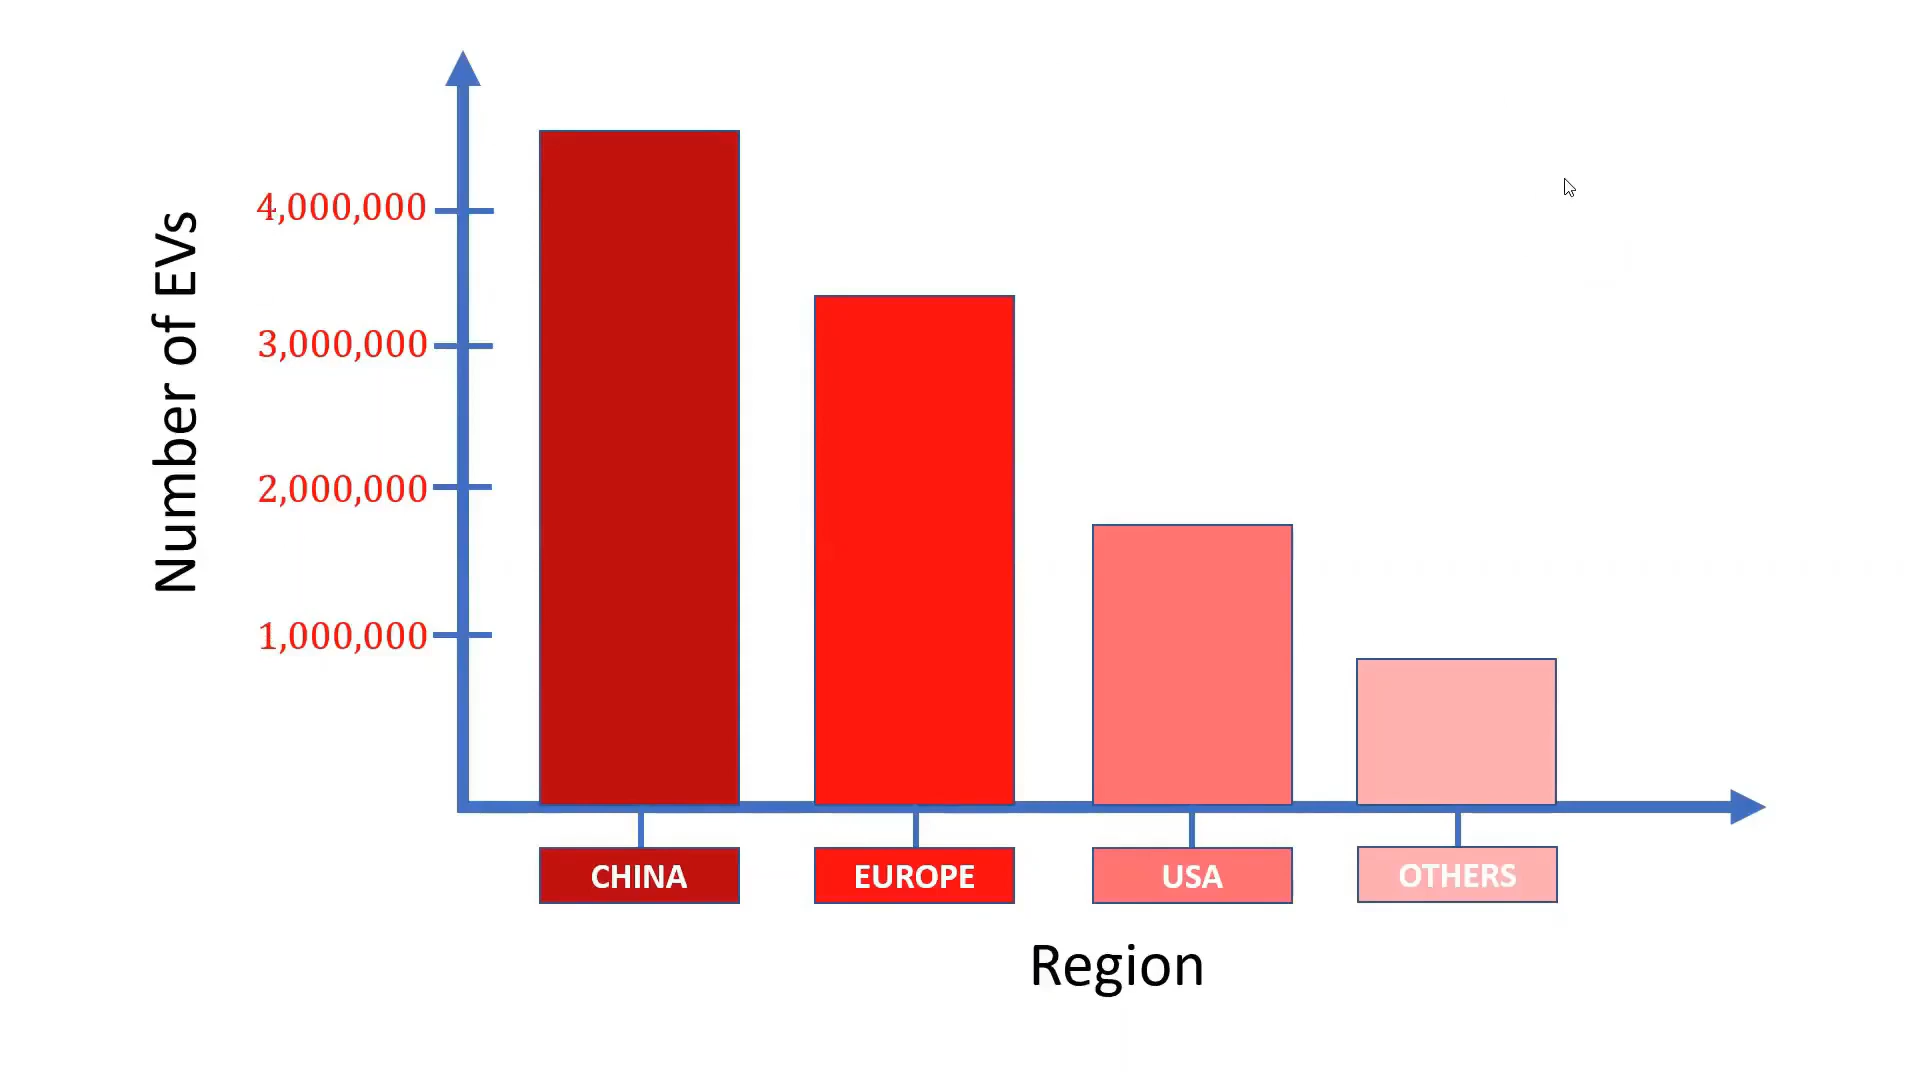 Number of EVs
4,000,000
3,000,000
2,000,000
1,000,000
CHINA
EUROPE
USA
OTHERS
Region